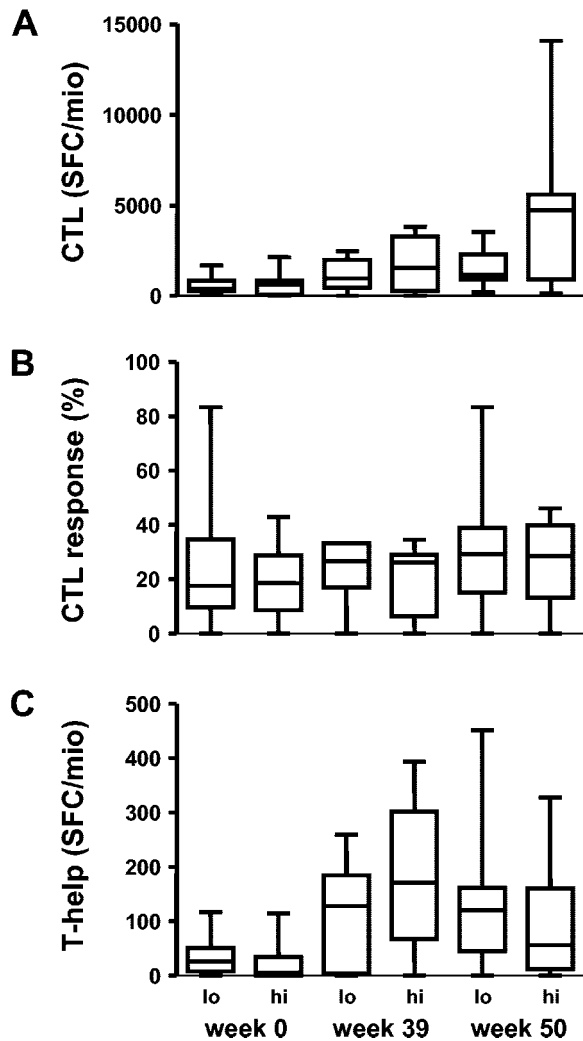 A
CTL (SFC/mio)
15000
10000
5000
0
B
CTL response (%)
100
80
60
40
20
0
C
T-help (SFC/mio)
500
400
300
200
100
0
lo hi lo hi lo hi
week 0 week 39 week 50